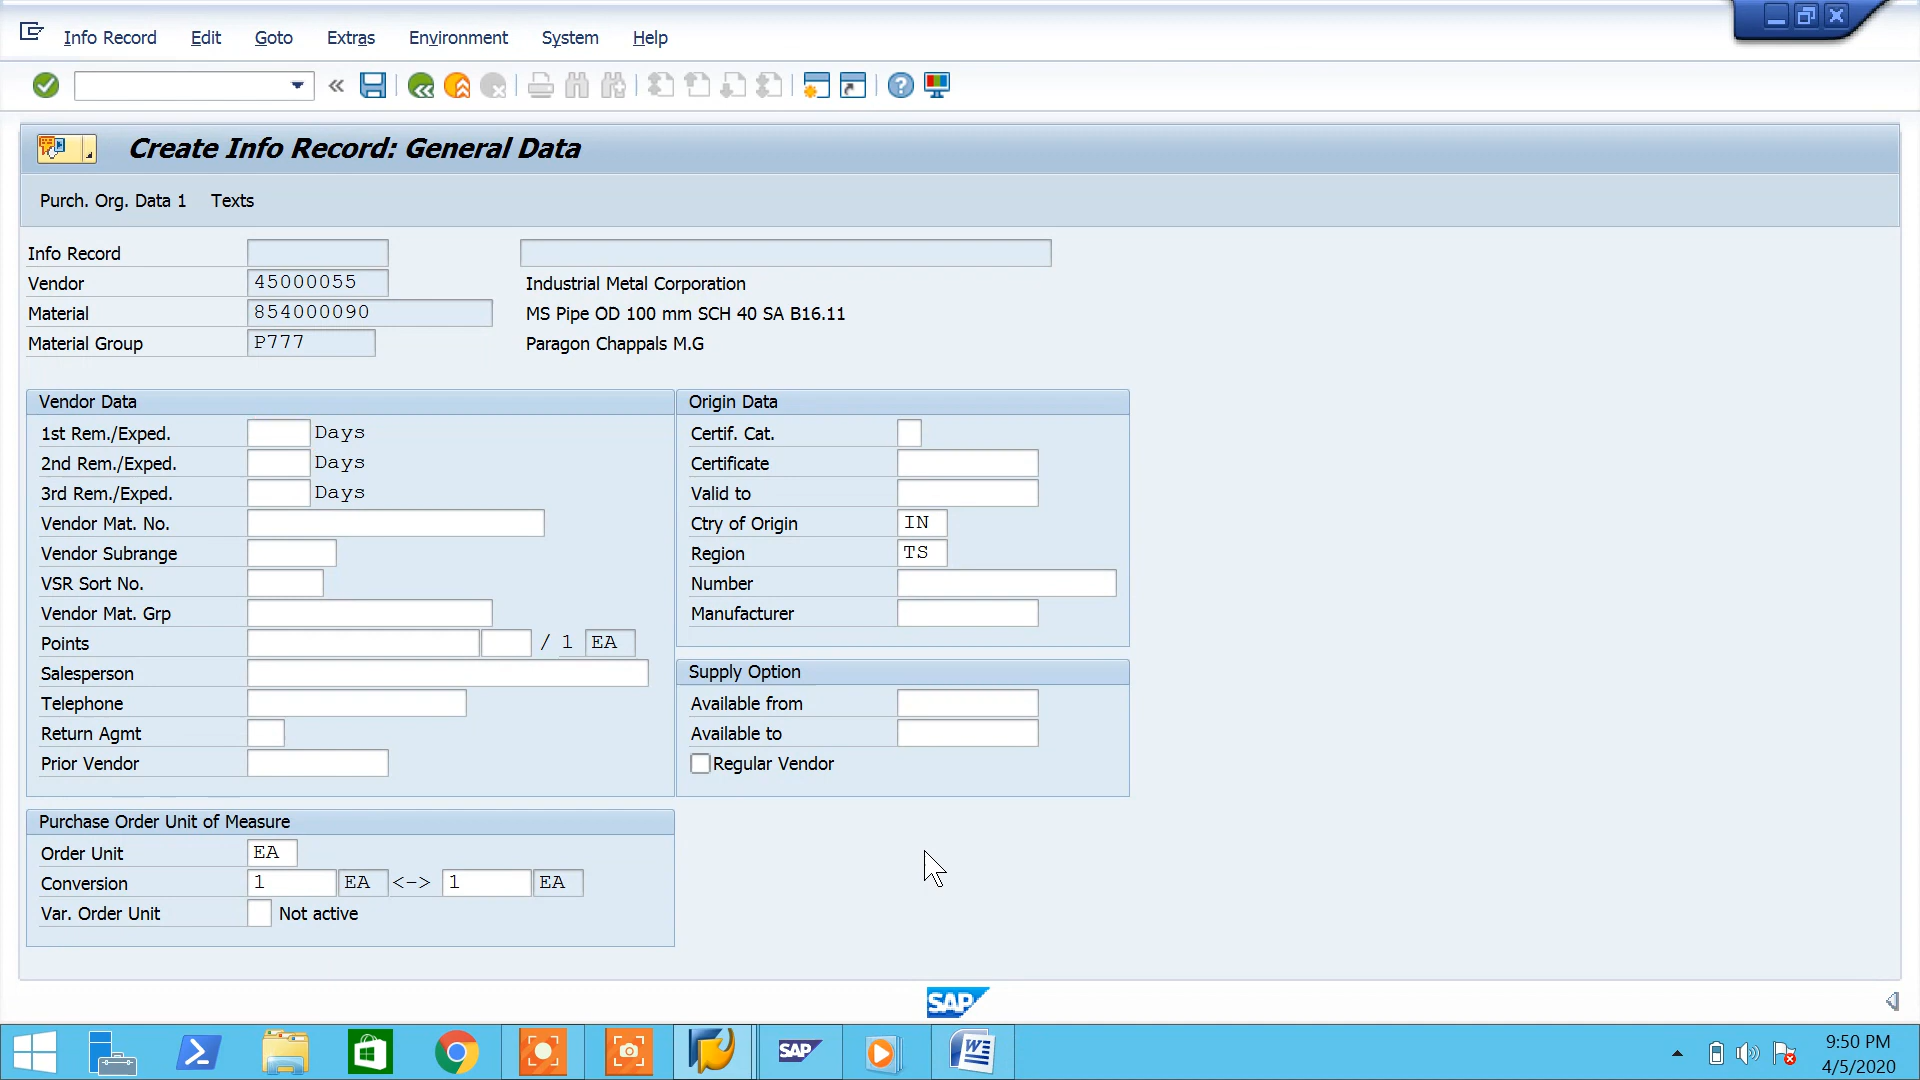 Info Record Edit Goto Extras Environment System Help
Create Info Record: General Data
Purch. Org. Data 1 Texts
Info Record
Vendor 45000055 Industrial Metal Corporation
Material 854000090 MS Pipe OD 100 mm SCH 40 SA B16.11
Material Group P777 Paragon Chappals M.G
Vendor Data
1st Rem./Exped. Days
2nd Rem./Exped. Days
3rd Rem./Exped. Days
Vendor Mat. No.
Vendor Subrange
VSR Sort No.
Vendor Mat. Grp
Points / 1 EA
Salesperson
Telephone
Return Agmt
Prior Vendor
Origin Data
Certif. Cat.
Certificate
Valid to
Ctry of Origin IN
Region TS
Number
Manufacturer
Supply Option
Available from
Available to
Regular Vendor
Purchase Order Unit of Measure
Order Unit EA
Conversion 1 EA <-> 1 EA
Var. Order Unit Not active
SAP
SAP
9:50 PM
4/5/2020